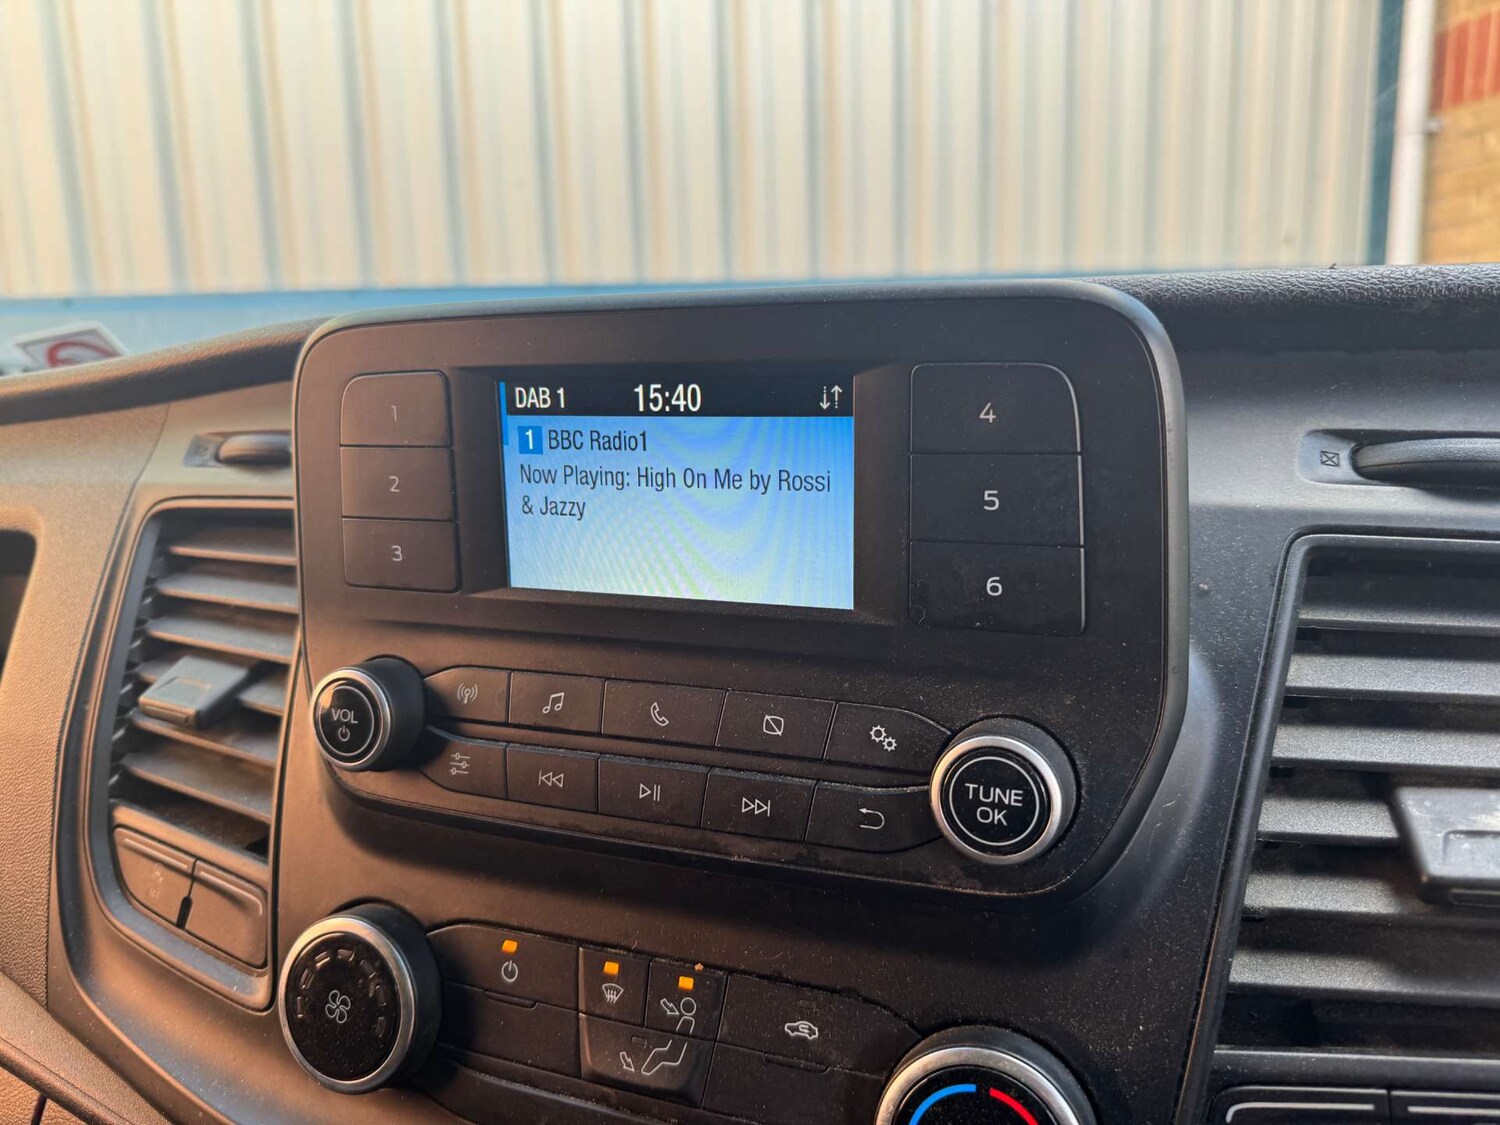 DAB 1 15:40
1 BBC Radio1
Now Playing: High On Me by Rossi
& Jazzy
1
2
3
4
5
6
VOL
TUNE
OK